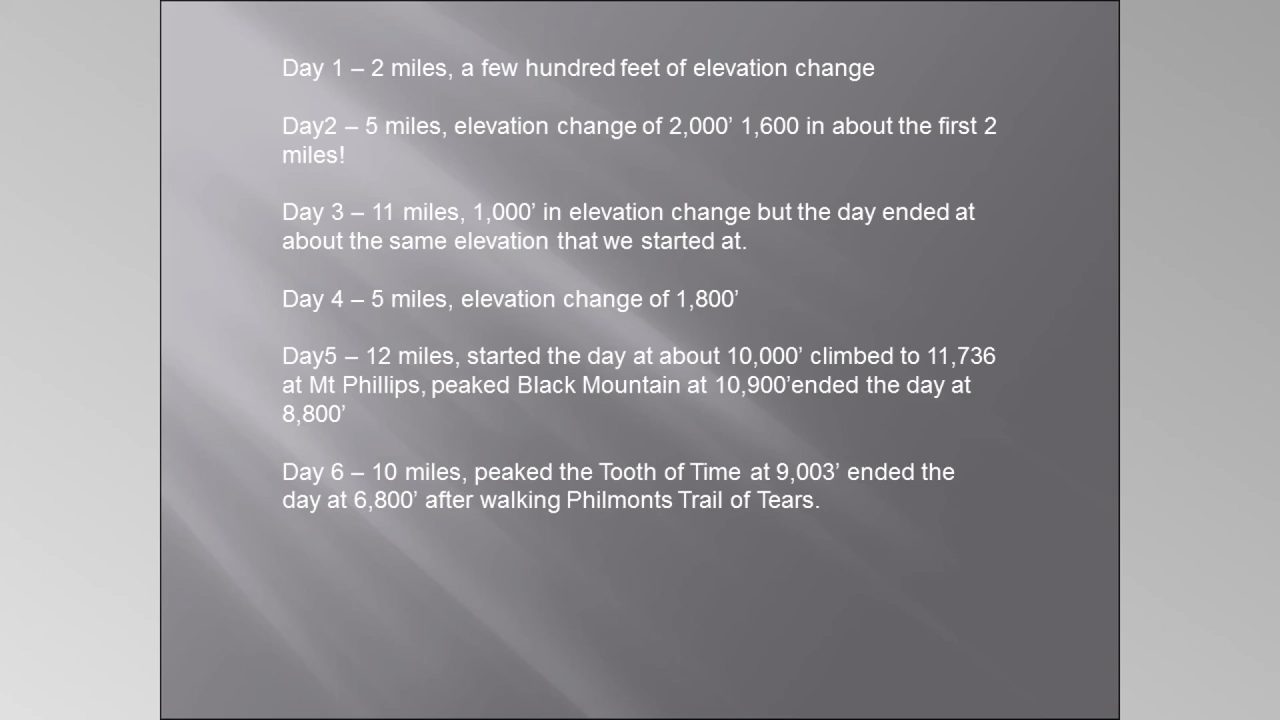 Day 1 – 2 miles, a few hundred feet of elevation change
Day2 – 5 miles, elevation change of 2,000’ 1,600 in about the first 2
miles!
Day 3 – 11 miles, 1,000’ in elevation change but the day ended at
about the same elevation that we started at.
Day 4 – 5 miles, elevation change of 1,800’
Day5 – 12 miles, started the day at about 10,000’ climbed to 11,736
at Mt Phillips, peaked Black Mountain at 10,900’ended the day at
8,800’
Day 6 – 10 miles, peaked the Tooth of Time at 9,003’ ended the
day at 6,800’ after walking Philmonts Trail of Tears.